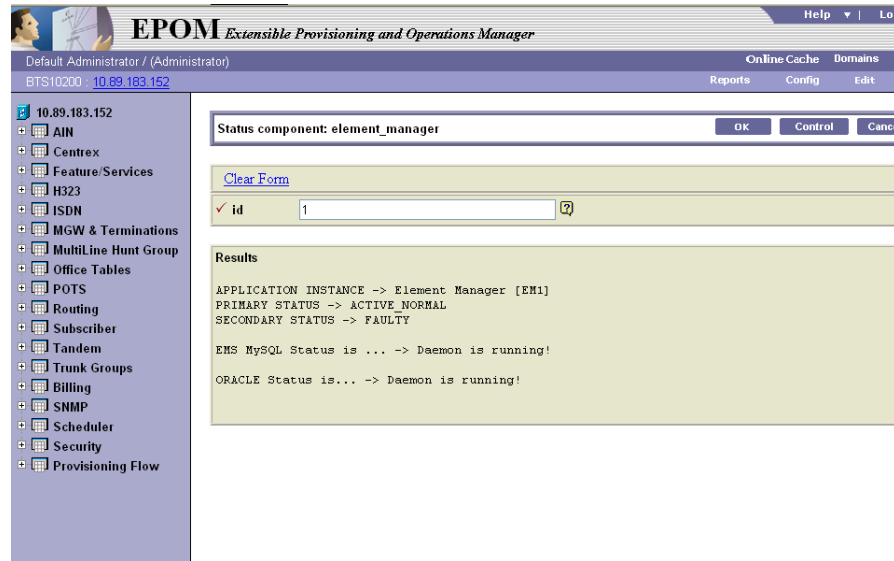 EPOM Extensible Provisioning and Operations Manager
Help ▼ | Lo
Default Administrator / (Administrator)
Online Cache Domains
BTS10200 : 10.89.183.152
Reports Config Edit
10.89.183.152
AIN
Centrex
Feature/Services
H323
ISDN
MGW & Terminations
MultiLine Hunt Group
Office Tables
POTS
Routing
Subscriber
Tandem
Trunk Groups
Billing
SNMP
Scheduler
Security
Provisioning Flow
Status component: element_manager
OK Control Canc
Clear Form
✓ id 1 ?
Results
APPLICATION INSTANCE -> Element Manager [EM1]
PRIMARY STATUS -> ACTIVE_NORMAL
SECONDARY STATUS -> FAULTY
EMS MySQL Status is ... -> Daemon is running!
ORACLE Status is... -> Daemon is running!